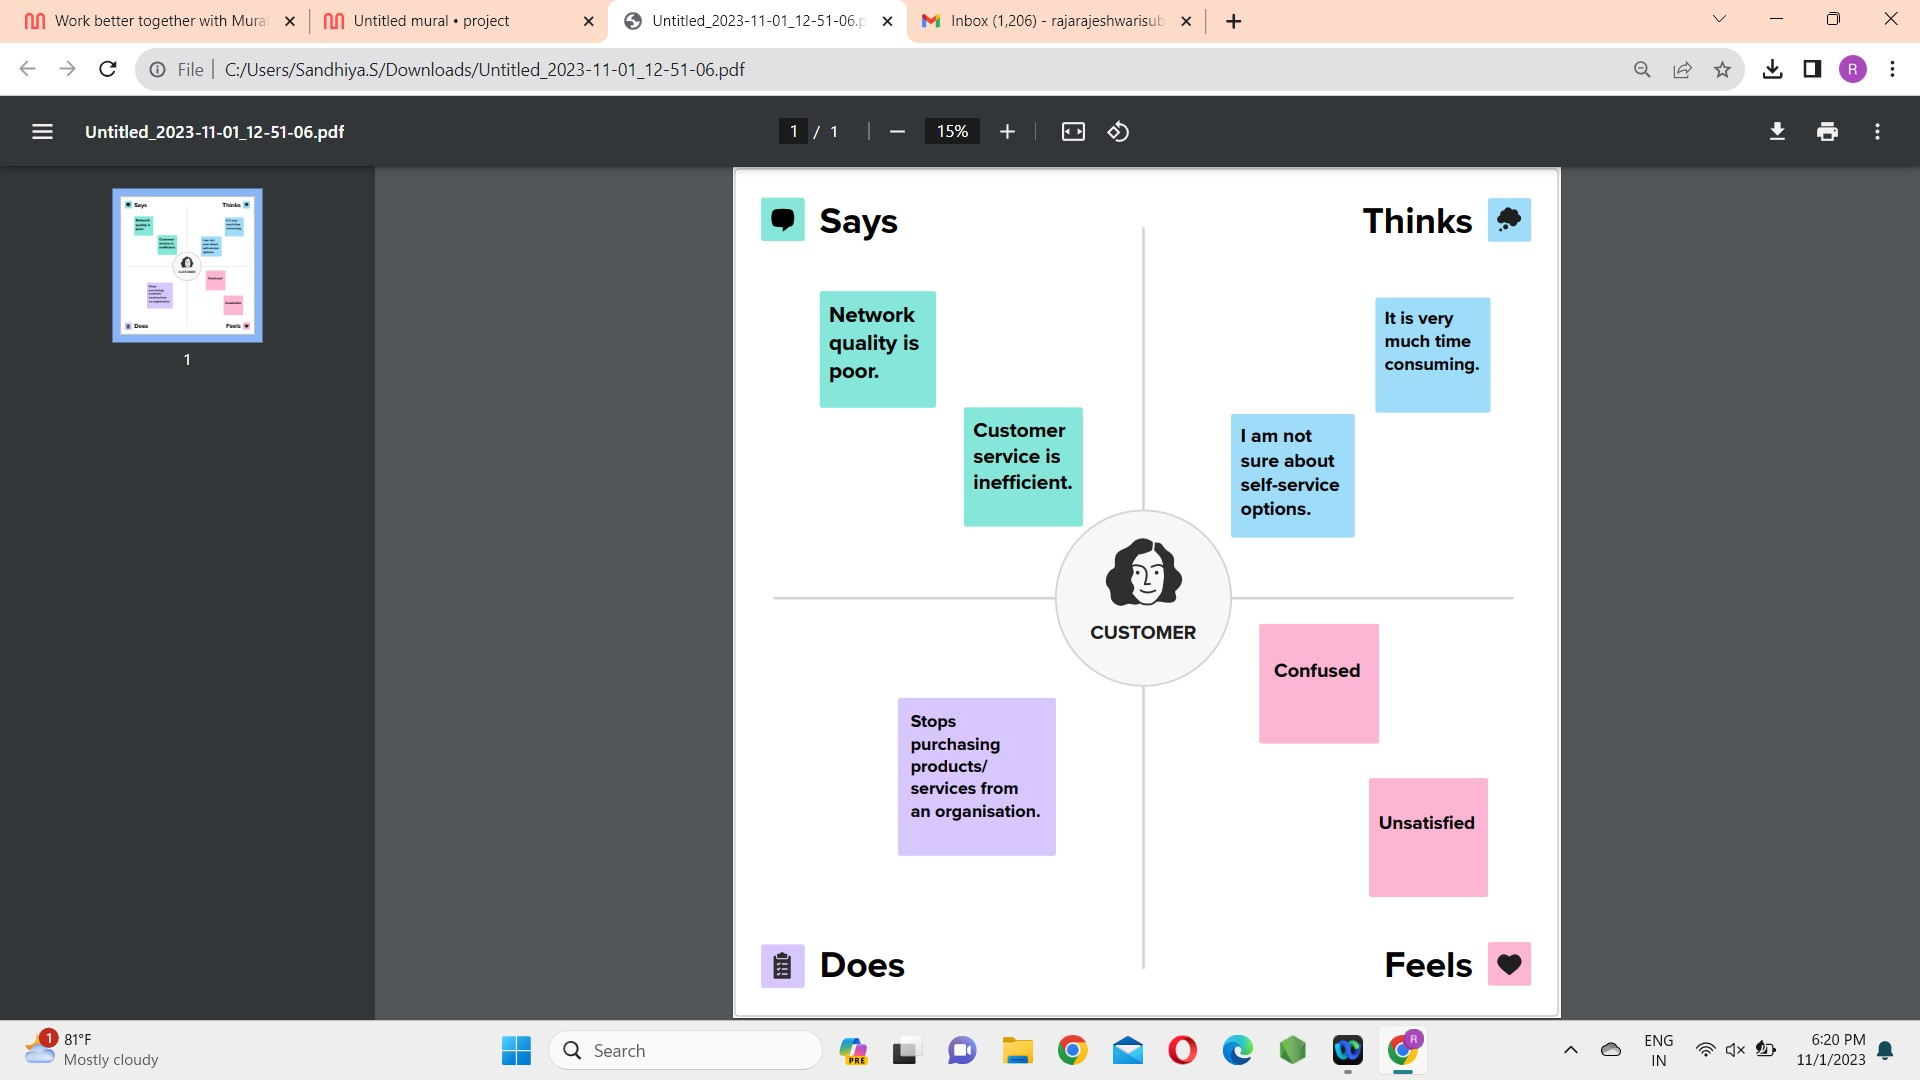 Work better together with Mural
Untitled mural • project
Untitled_2023-11-01_12-51-06.p
Inbox (1,206) - rajarajeshwarisub
File
C:/Users/Sandhiya.S/Downloads/Untitled_2023-11-01_12-51-06.pdf
R
Untitled_2023-11-01_12-51-06.pdf
1 / 1
15%
Says
Thinks
Network
quality is
poor.
Customer
service is
inefficient.
It is very
much time
consuming.
I am not
sure about
self-service
options.
CUSTOMER
Stops
purchasing
products/
services from
an organisation.
Confused
Unsatisfied
Does
Feels
1
1
81°F
Mostly cloudy
Search
PRE
R
ENG
IN
6:20 PM
11/1/2023